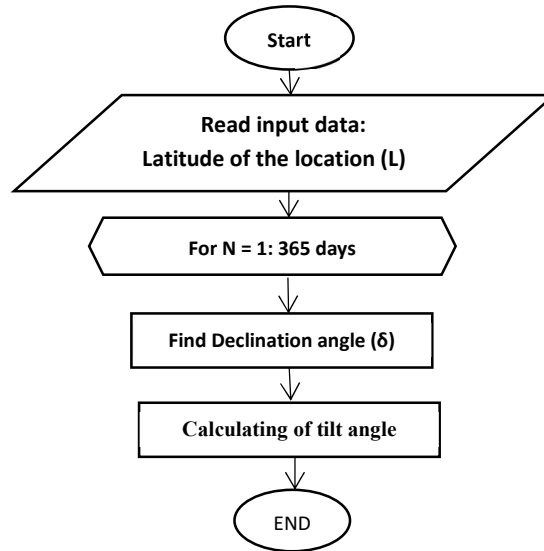 Start
Read input data:
Latitude of the location (L)
For N = 1: 365 days
Find Declination angle (δ)
Calculating of tilt angle
END